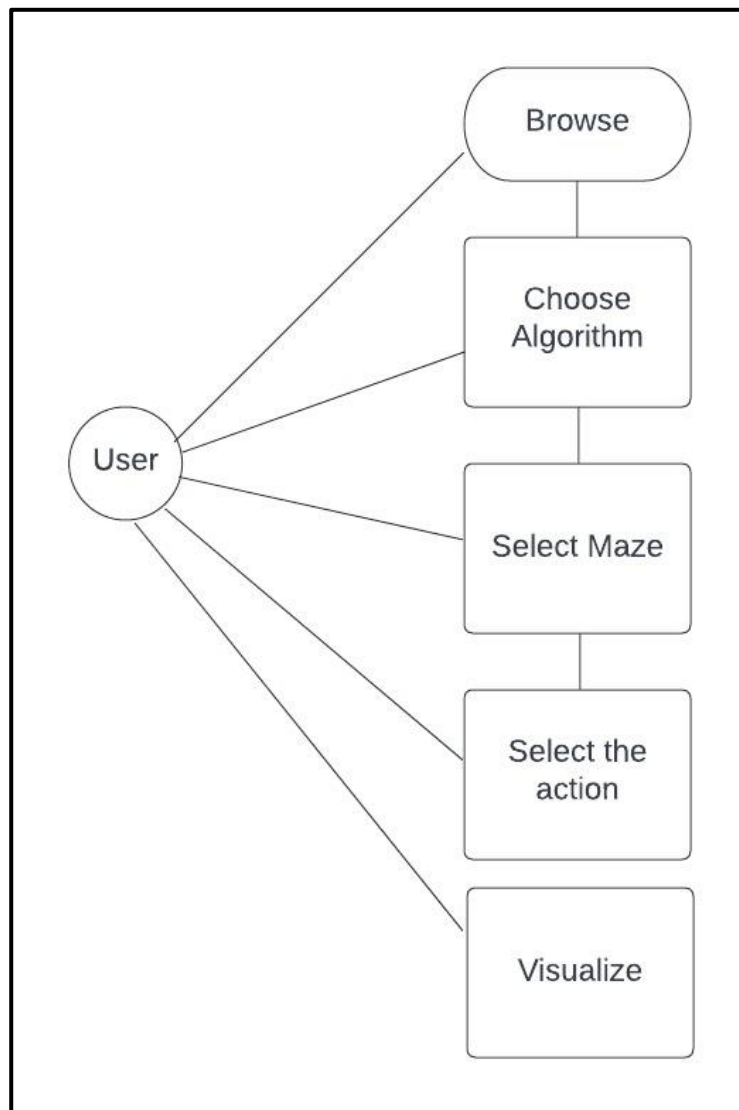 Browse
Choose
Algorithm
User
Select Maze
Select the
action
Visualize